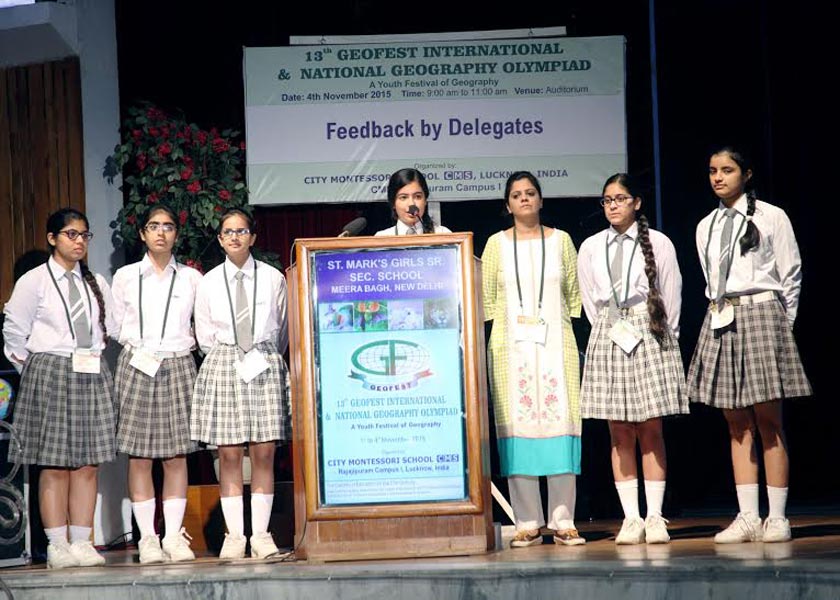 13th GEOFEST INTERNATIONAL
& NATIONAL GEOGRAPHY OLYMPIAD
A Youth Festival of Geography
Date: 4th November 2015 Time: 9:00 am to 11:00 am Venue: Auditorium
Feedback by Delegates
Organized by:
CITY MONTESSORI SCHOOL CMS, LUCKNOW, INDIA
Campus I
ST. MARK'S GIRLS SR.
SEC. SCHOOL
MEERA BAGH, NEW DELHI
GEOFEST
13th GEOFEST INTERNATIONAL
& NATIONAL GEOGRAPHY OLYMPIAD
A Youth Festival of Geography
November 2015
CITY MONTESSORI SCHOOL CMS
Rajajipuram Campus I, Lucknow, India